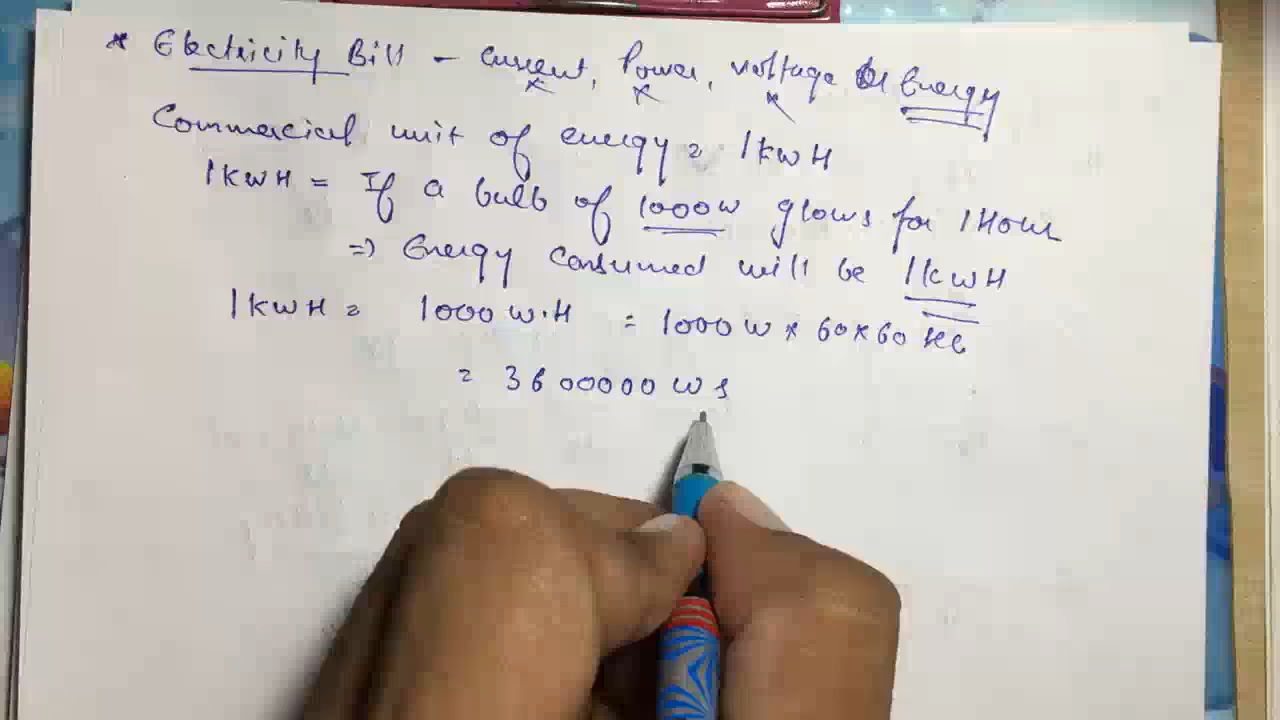 * Electricity Bill - Current, Power, Voltage or Energy
Commercial unit of energy = 1kwH
1kwH = If a bulb of 1000w glows for 1Hour
=) Energy consumed will be 1kwH
1kwH = 1000 w.H = 1000 w * 60*60 sec
= 3600000 ws